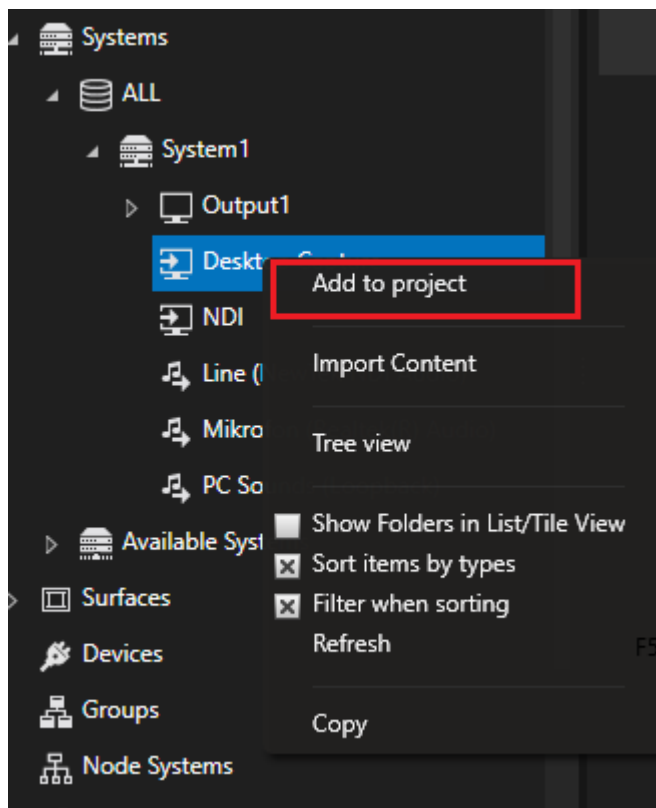 Systems
ALL
System1
Output1
Deskt
Add to project
NDI
Import Content
Line (
Mikro
Tree view
PC So
Show Folders in List/Tile View
Available Syst
Sort items by types
Surfaces
Filter when sorting
Devices
Refresh
F5
Groups
Copy
Node Systems